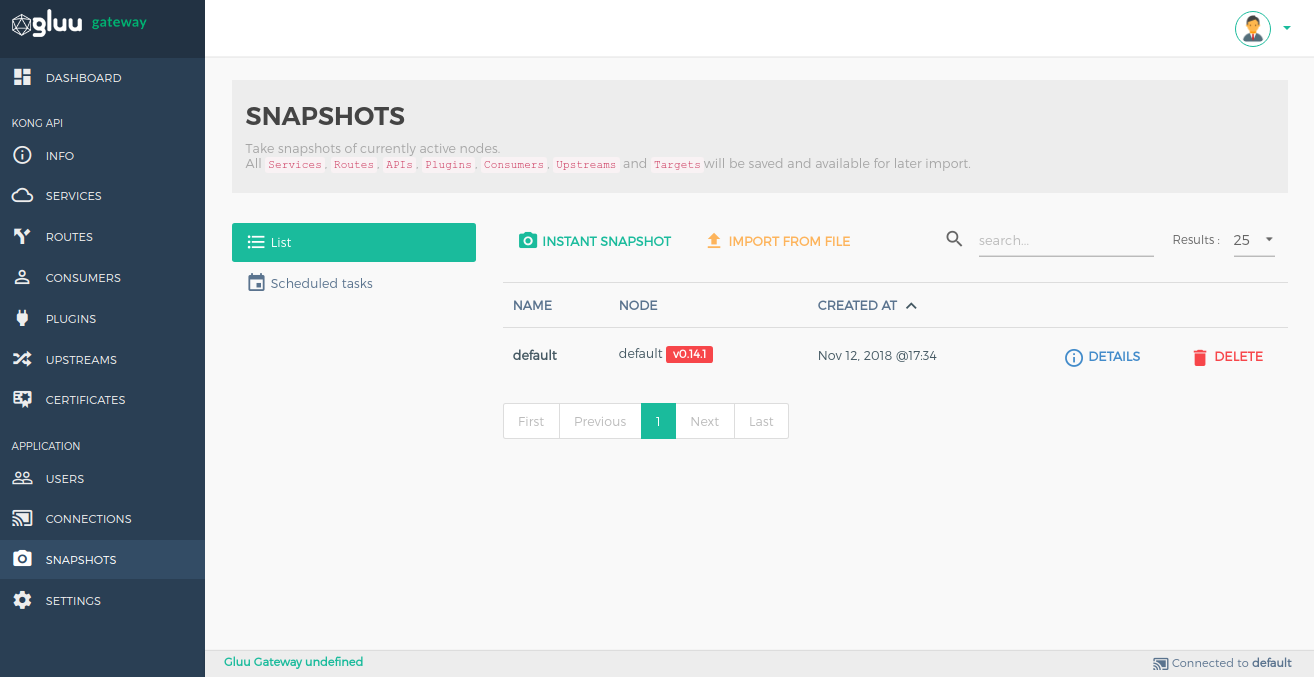 gluu gateway
DASHBOARD
KONG API
INFO
SERVICES
ROUTES
CONSUMERS
PLUGINS
UPSTREAMS
CERTIFICATES
APPLICATION
USERS
CONNECTIONS
SNAPSHOTS
SETTINGS
SNAPSHOTS
Take snapshots of currently active nodes.
All Services, Routes, APIs, Plugins, Consumers, Upstreams and Targets will be saved and available for later import.
List
Scheduled tasks
INSTANT SNAPSHOT IMPORT FROM FILE search... Results : 25
NAME NODE CREATED AT
default default v0.14.1 Nov 12, 2018 @17:34 DETAILS DELETE
First Previous 1 Next Last
Gluu Gateway undefined Connected to default